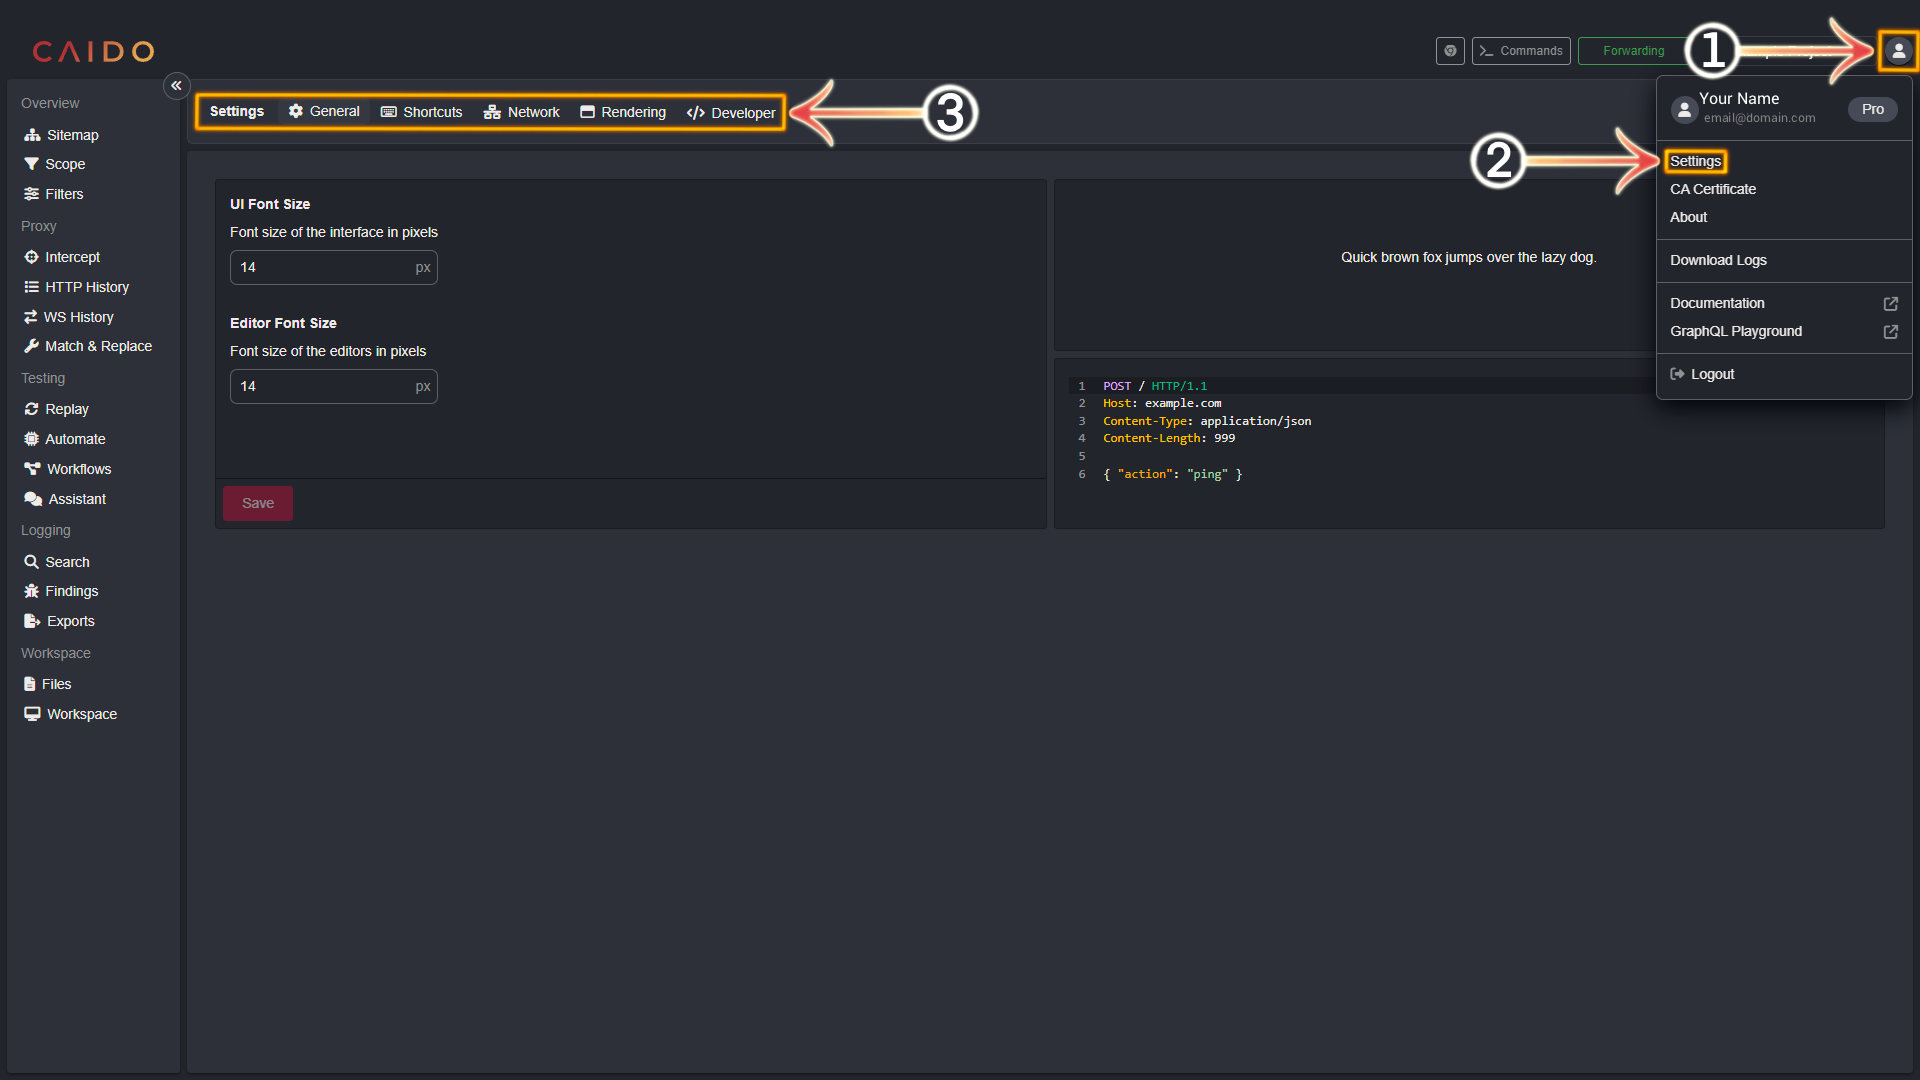 CAIDO
Commands
Forwarding
1
Your Name
email@domain.com
Pro
Settings
CA Certificate
About
Download Logs
Documentation
GraphQL Playground
Logout
2
3
Settings
General
Shortcuts
Network
Rendering
Developer
Overview
Sitemap
Scope
Filters
Proxy
Intercept
HTTP History
WS History
Match & Replace
Testing
Replay
Automate
Workflows
Assistant
Logging
Search
Findings
Exports
Workspace
Files
Workspace
UI Font Size
Font size of the interface in pixels
14 px
Editor Font Size
Font size of the editors in pixels
14 px
Save
Quick brown fox jumps over the lazy dog.
1 POST / HTTP/1.1
2 Host: example.com
3 Content-Type: application/json
4 Content-Length: 999
5
6 { "action": "ping" }